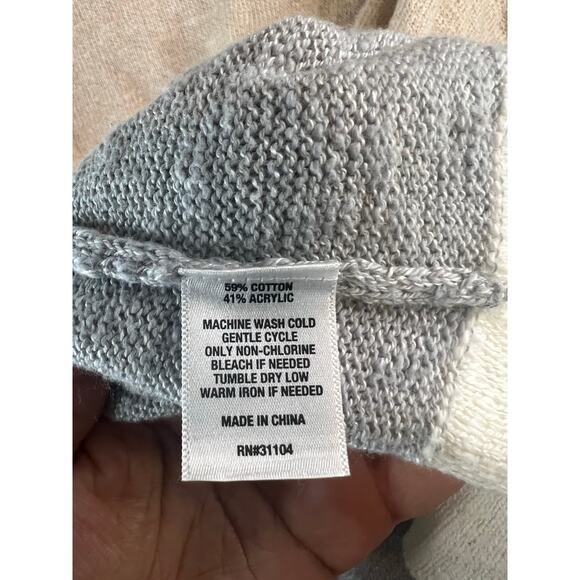 59% COTTON
41% ACRYLIC
MACHINE WASH COLD
GENTLE CYCLE
ONLY NON-CHLORINE
BLEACH IF NEEDED
TUMBLE DRY LOW
WARM IRON IF NEEDED
MADE IN CHINA
RN#31104